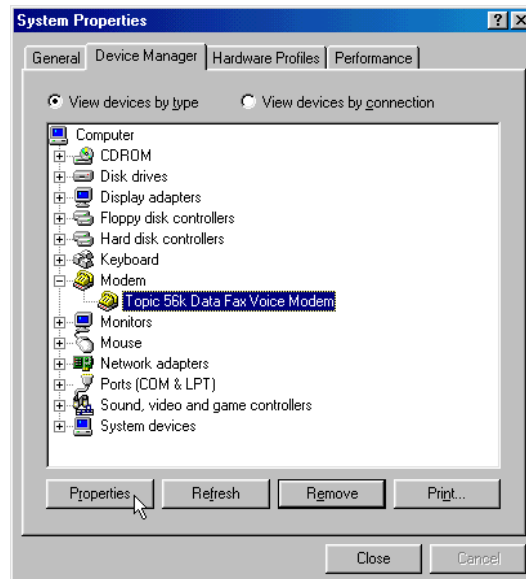 System Properties
General Device Manager Hardware Profiles Performance
View devices by type View devices by connection
Computer
CDROM
Disk drives
Display adapters
Floppy disk controllers
Hard disk controllers
Keyboard
Modem
Topic 56k Data Fax Voice Modem
Monitors
Mouse
Network adapters
Ports (COM & LPT)
Sound, video and game controllers
System devices
Properties Refresh Remove Print...
Close Cancel